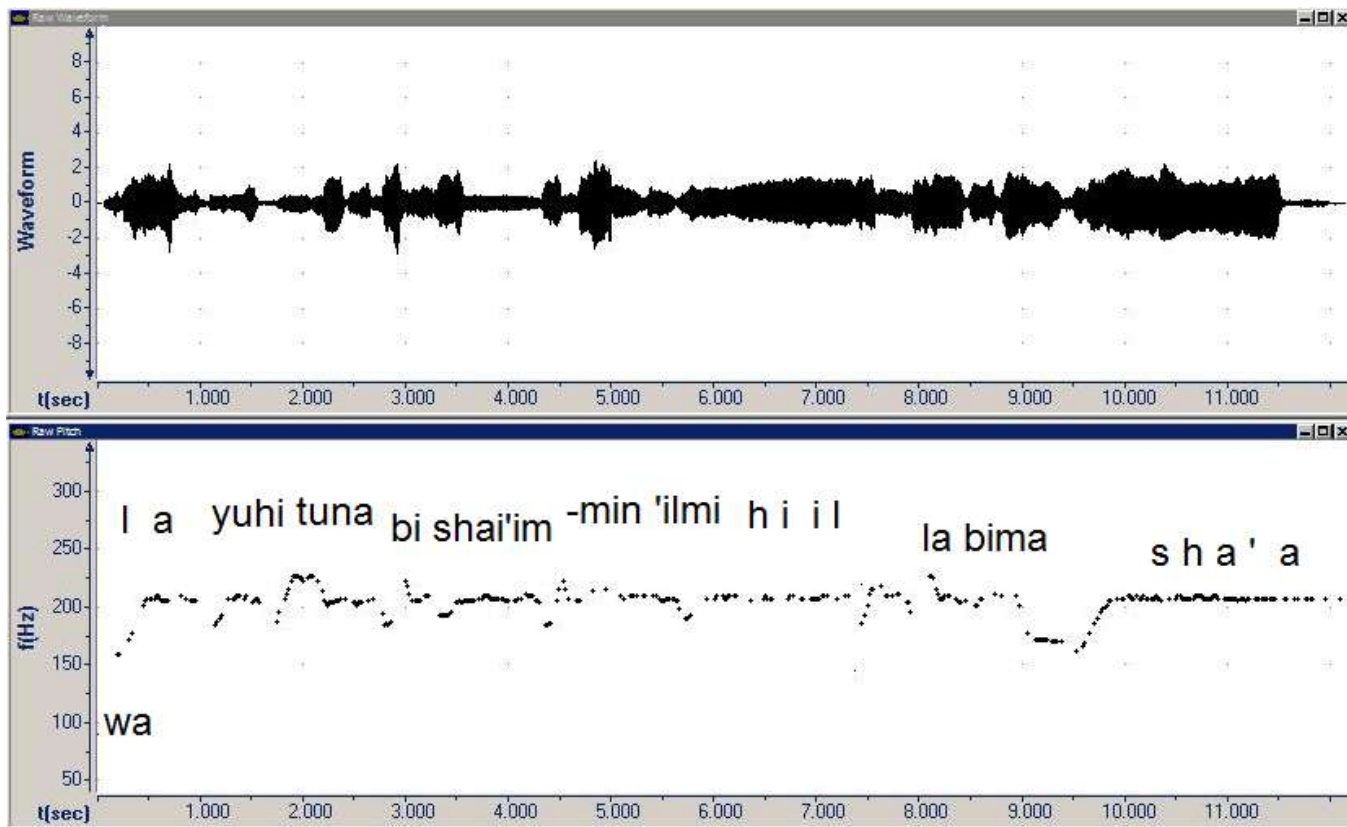 Raw Waveform
8
6
4
2
0
-2
-4
-6
-8
Waveform
t(sec) 1.000 2.000 3.000 4.000 5.000 6.000 7.000 8.000 9.000 10.000 11.000
Raw Pitch
300
250
200
150
100
50
f(Hz)
l a yuhi tuna bi shai'im -min 'ilmi h i i l la bima s h a ' a
wa
t(sec) 1.000 2.000 3.000 4.000 5.000 6.000 7.000 8.000 9.000 10.000 11.000